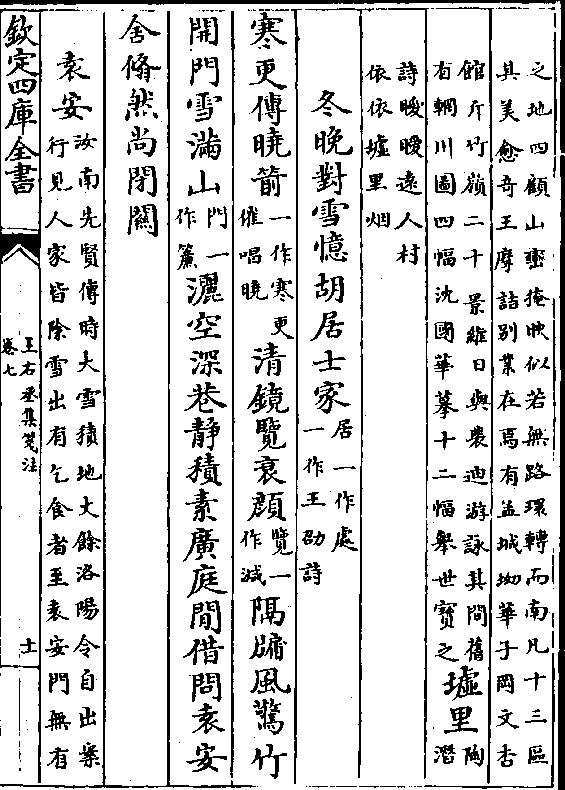 之地四顧山巒掩映似若無路環轉而南凡十三區
其美愈奇王摩詰別業在焉有孟城坳華子岡文杏
館斤竹嶺二十景維日與裴迪游詠其間舊
有輞川圖四幅沈國華摹十二幅舉世寶之
墟里
陶潛
詩曖曖遠人村
依依墟里烟
冬晚對雪憶胡居士家
居一作處
一作王劭詩
寒更傳曉箭
一作寒更
催唱曉
清鏡覽衰顔
覽一
作減
隔牖風驚竹
開門雪滿山
門一
作簾
灑空深巷静積素廣庭閒借問袁安
舍翛然尚閉關
袁安
汝南先賢傳時大雪積地丈餘洛陽令自出案
行見人家皆除雪出有乞食者至袁安門無有
欽定四庫全書
王右丞集箋注
卷七
十